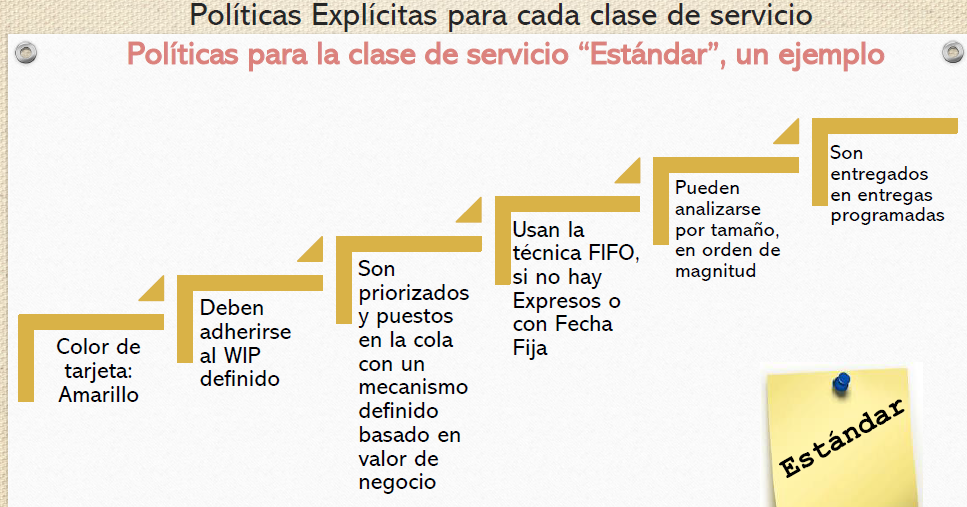 Políticas Explícitas para cada clase de servicio
Políticas para la clase de servicio “Estándar”, un ejemplo
Color de
tarjeta:
Amarillo
Deben
adherirse
al WIP
definido
Son
priorizados
y puestos
en la cola
con un
mecanismo
definido
basado en
valor de
negocio
Usan la
técnica FIFO,
si no hay
Expresos o
con Fecha
Fija
Pueden
analizarse
por tamaño,
en orden de
magnitud
Son
entregados
en entregas
programadas
Estándar